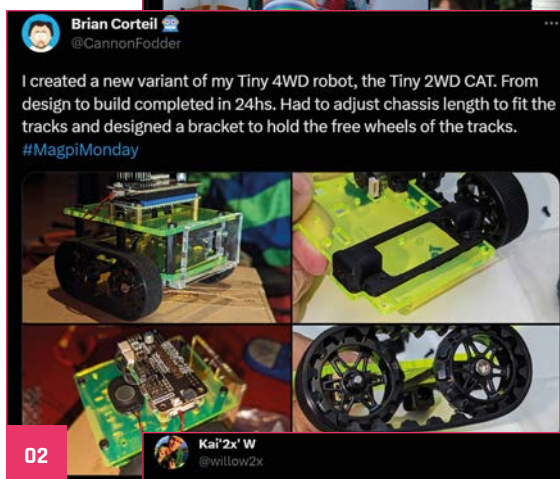 Brian Corteil
@CannonFodder
I created a new variant of my Tiny 4WD robot, the Tiny 2WD CAT. From
design to build completed in 24hs. Had to adjust chassis length to fit the
tracks and designed a bracket to hold the free wheels of the tracks.
#MagpiMonday
02
Kai'2x' W
@willow2x